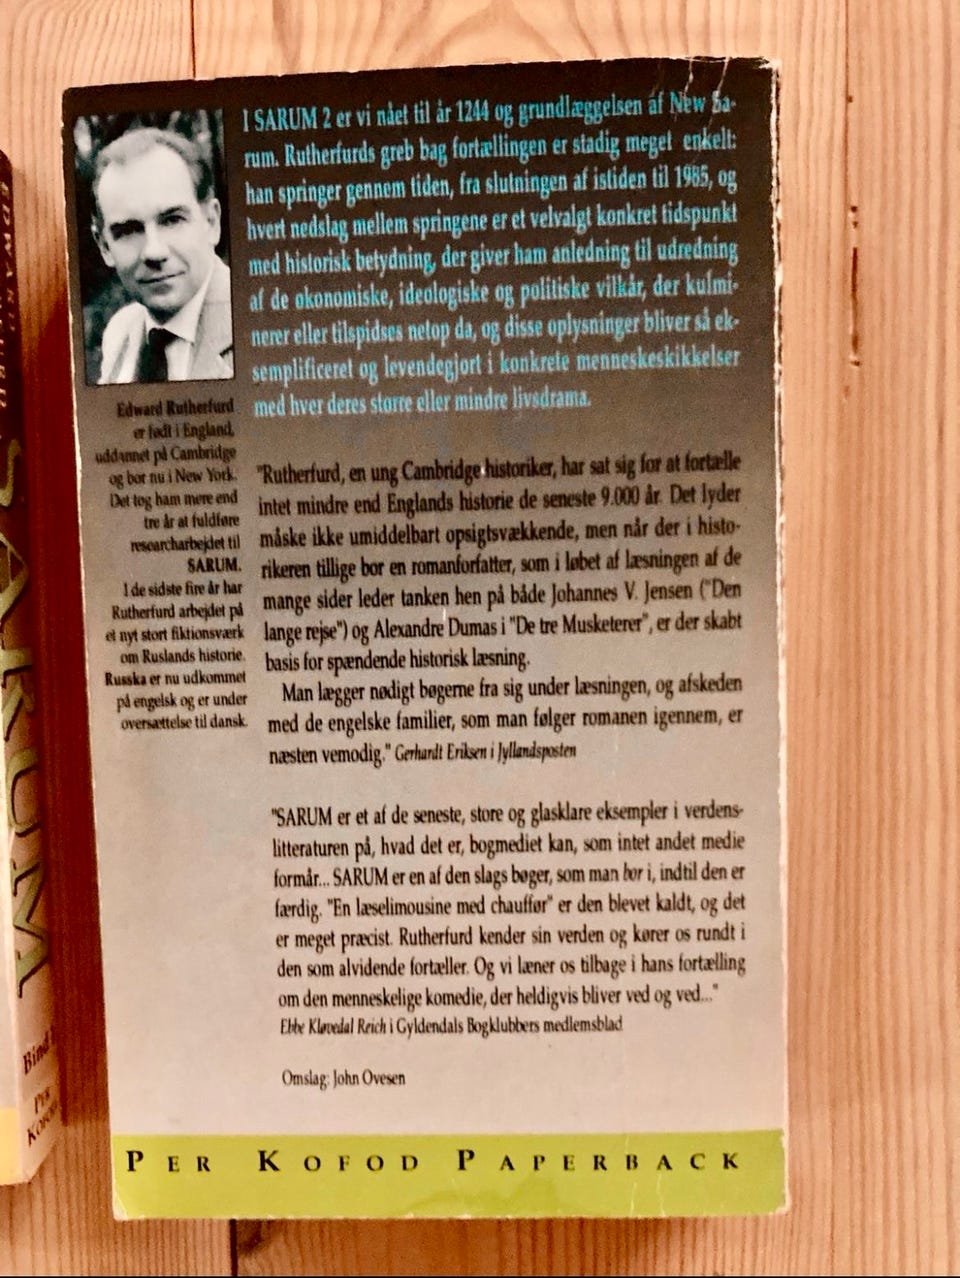 I SARUM 2 er vi nået til år 1244 og grundlæggelsen af New Sa-
rum. Rutherfurds greb bag fortællingen er stadig meget enkelt:
han springer gennem tiden, fra slutningen af istiden til 1985, og
hvert nedslag mellem springene er et velvalgt konkret tidspunkt
med historisk betydning, der giver ham anledning til udredning
af de økonomiske, ideologiske og politiske vilkår, der kulmi-
nerer eller tilspidses netop da, og disse oplysninger bliver så ek-
semplificeret og levendegjort i konkrete menneskeskikkelser
med hver deres større eller mindre livsdrama.
Edward Rutherfurd
er født i England,
uddannet på Cambridge
og bor nu i New York.
Det tog ham mere end
tre år at fuldføre
researcharbejdet til
SARUM.
I de sidste fire år har
Rutherfurd arbejdet på
et nyt stort fiktionsværk
om Ruslands historie.
Russka er nu udkommet
på engelsk og er under
oversættelse til dansk.
"Rutherfurd, en ung Cambridge historiker, har sat sig for at fortælle
intet mindre end Englands historie de seneste 9.000 år. Det lyder
måske ikke umiddelbart opsigtsvækkende, men når der i histo-
rikeren tillige bor en romanforfatter, som i løbet af læsningen af de
mange sider leder tanken hen på både Johannes V. Jensen ("Den
lange rejse") og Alexandre Dumas i "De tre Musketerer", er der skabt
basis for spændende historisk læsning.
Man lægger nødigt bøgerne fra sig under læsningen, og afskeden
med de engelske familier, som man følger romanen igennem, er
næsten vemodig." Gerhardt Eriksen i Jyllandsposten
"SARUM er et af de seneste, store og glasklare eksempler i verdens-
litteraturen på, hvad det er, bogmediet kan, som intet andet medie
formår... SARUM er en af den slags bøger, som man bor i, indtil den er
færdig. "En læselimousine med chauffør" er den blevet kaldt, og det
er meget præcist. Rutherfurd kender sin verden og kører os rundt i
den som alvidende fortæller. Og vi læner os tilbage i hans fortælling
om den menneskelige komedie, der heldigvis bliver ved og ved..."
Ebbe Kløvedal Reich i Gyldendals Bogklubbers medlemsblad
Omslag: John Ovesen
PER KOFOD PAPERBACK
SARUM
Bind
PER
KOFOD